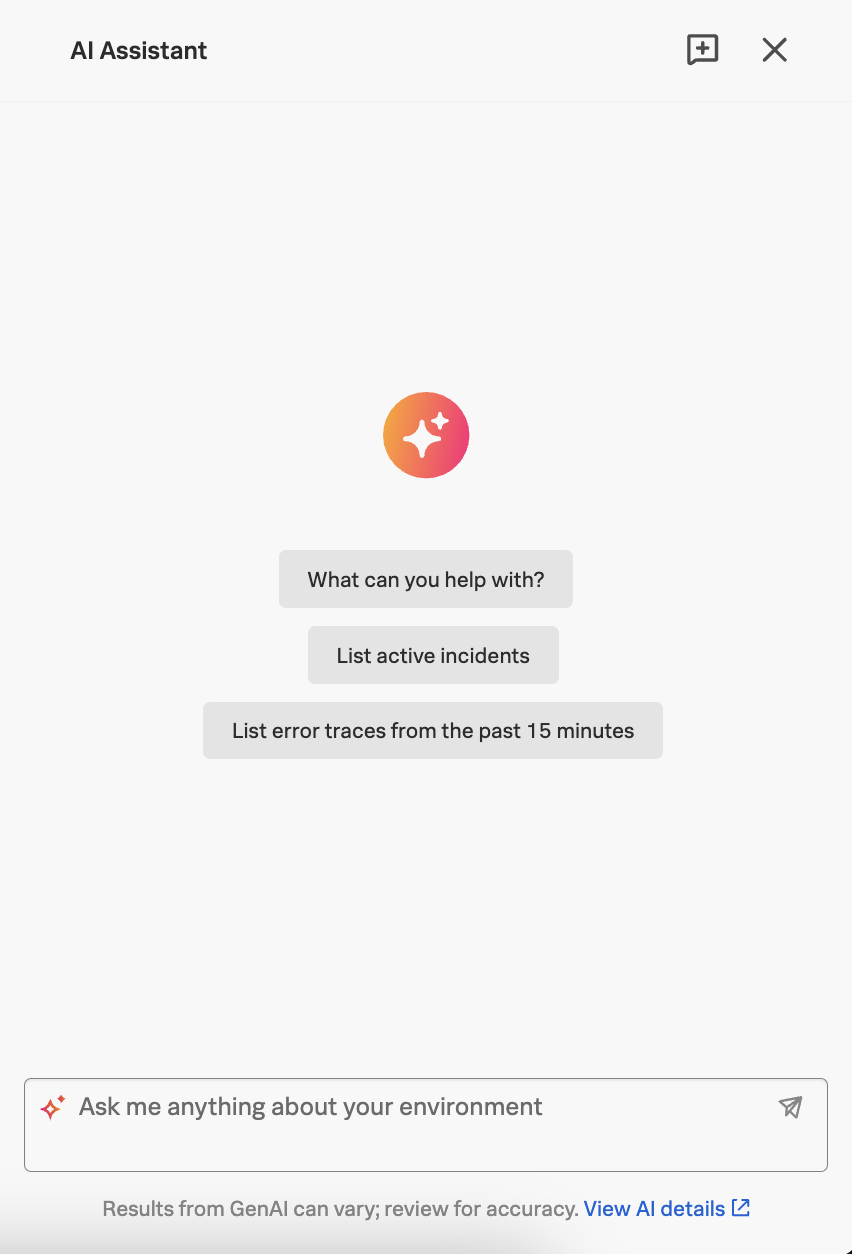 AI Assistant
What can you help with?
List active incidents
List error traces from the past 15 minutes
Ask me anything about your environment
Results from GenAI can vary; review for accuracy. View AI details